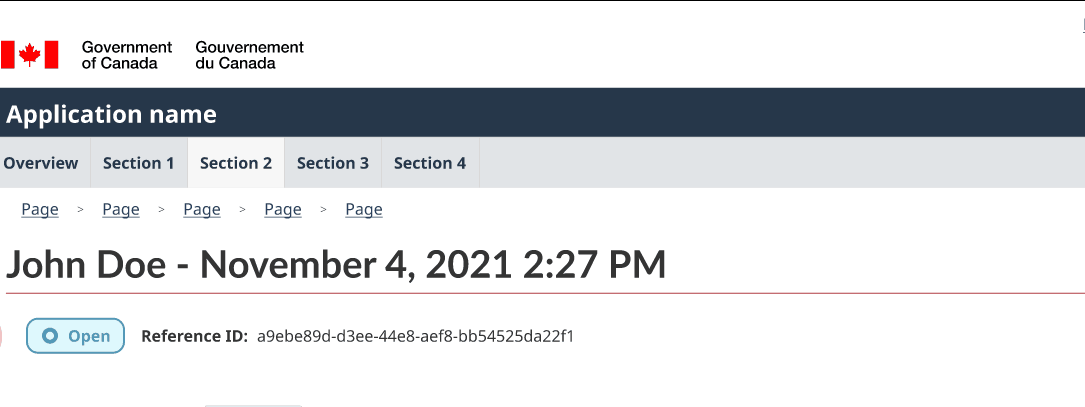 Government of Canada
Gouvernement du Canada
Application name
Overview Section 1 Section 2 Section 3 Section 4
Page > Page > Page > Page > Page
John Doe - November 4, 2021 2:27 PM
Open Reference ID: a9ebe89d-d3ee-44e8-aef8-bb54525da22f1